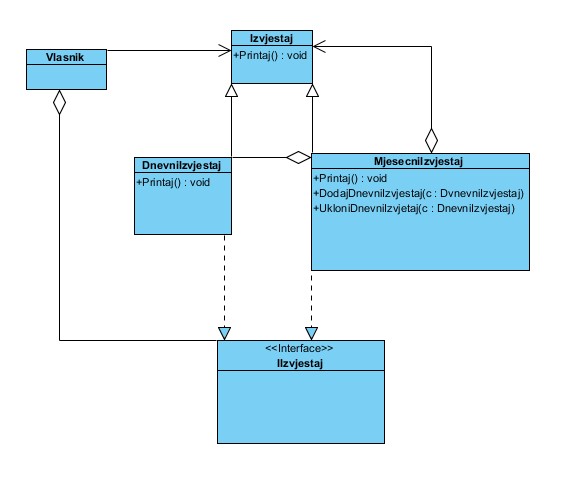 Izvjestaj
+Printaj() : void
Vlasnik
DnevniIzvjestaj
+Printaj() : void
MjesecniIzvjestaj
+Printaj() : void
+DodajDnevniIzvjestaj(c : DvnevniIzvjestaj)
+UkloniDnevniIzvjetaj(c : DnevniIzvjestaj)
<<Interface>>
IIzvjestaj